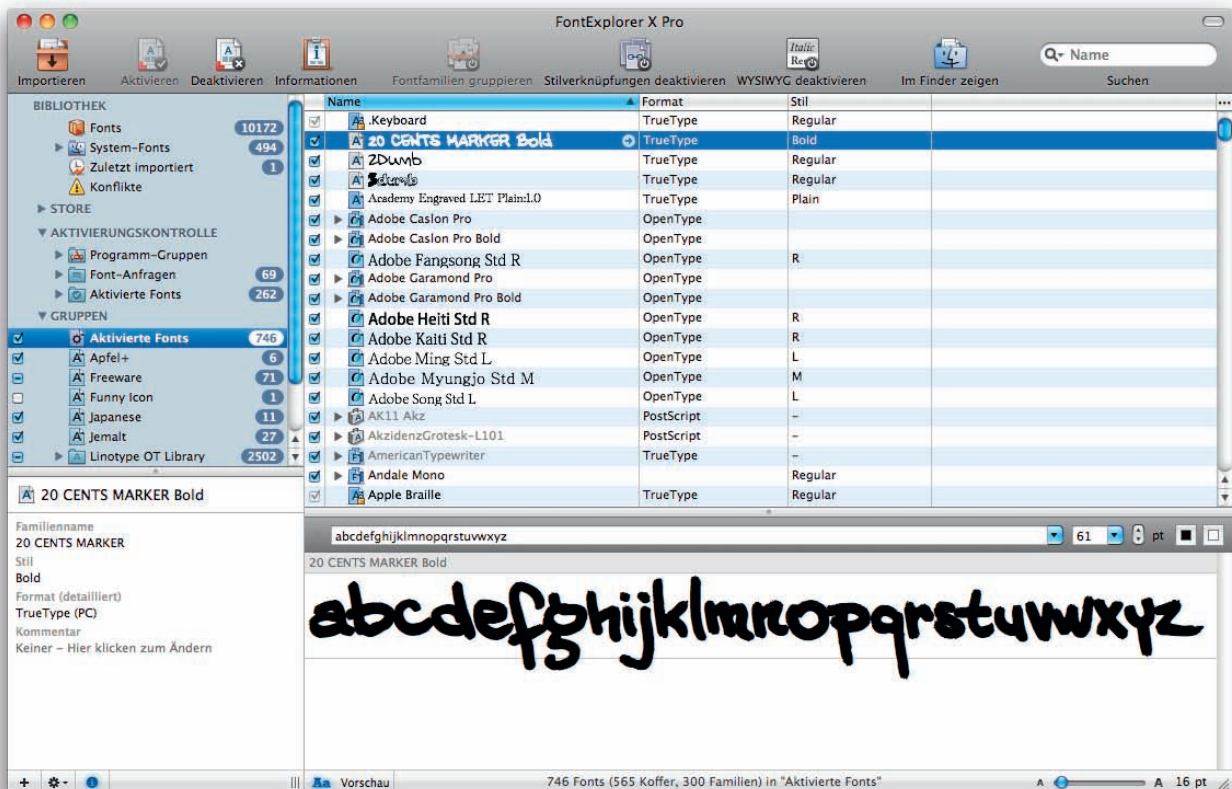 FontExplorer X Pro
Importieren Aktivieren Deaktivieren Informationen Fontfamilien gruppieren Stilverknüpfungen deaktivieren WYSIWYG deaktivieren Im Finder zeigen Name Suchen
BIBLIOTHEK
Fonts 10172
System-Fonts 494
Zuletzt importiert 1
Konflikte
STORE
AKTIVIERUNGSKONTROLLE
Programm-Gruppen
Font-Anfragen 69
Aktivierte Fonts 262
GRUPPEN
Aktivierte Fonts 746
Apfel+ 6
Freeware 71
Funny Icon 1
Japanese 11
Jemalt 27
Linotype OT Library 2502
Name Format Stil
.Keyboard TrueType Regular
20 CENTS MARKER Bold TrueType Bold
2Dumb TrueType Regular
3dumb TrueType Regular
Academy Engraved LET Plain:1.0 TrueType Plain
Adobe Caslon Pro OpenType
Adobe Caslon Pro Bold OpenType
Adobe Fangsong Std R OpenType R
Adobe Garamond Pro OpenType
Adobe Garamond Pro Bold OpenType
Adobe Heiti Std R OpenType R
Adobe Kaiti Std R OpenType R
Adobe Ming Std L OpenType L
Adobe Myungjo Std M OpenType M
Adobe Song Std L OpenType L
AK11 Akz PostScript –
AkzidenzGrotesk-L101 PostScript –
AmericanTypewriter TrueType –
Andale Mono Regular
Apple Braille TrueType Regular
20 CENTS MARKER Bold
Familienname
20 CENTS MARKER
Stil
Bold
Format (detailliert)
TrueType (PC)
Kommentar
Keiner – Hier klicken zum Ändern
abcdefghijklmnopqrstuvwxyz 61 pt
20 CENTS MARKER Bold
abcdefghijklmnopqrstuvwxyz
Aa Vorschau 746 Fonts (565 Koffer, 300 Familien) in "Aktivierte Fonts" A A 16 pt